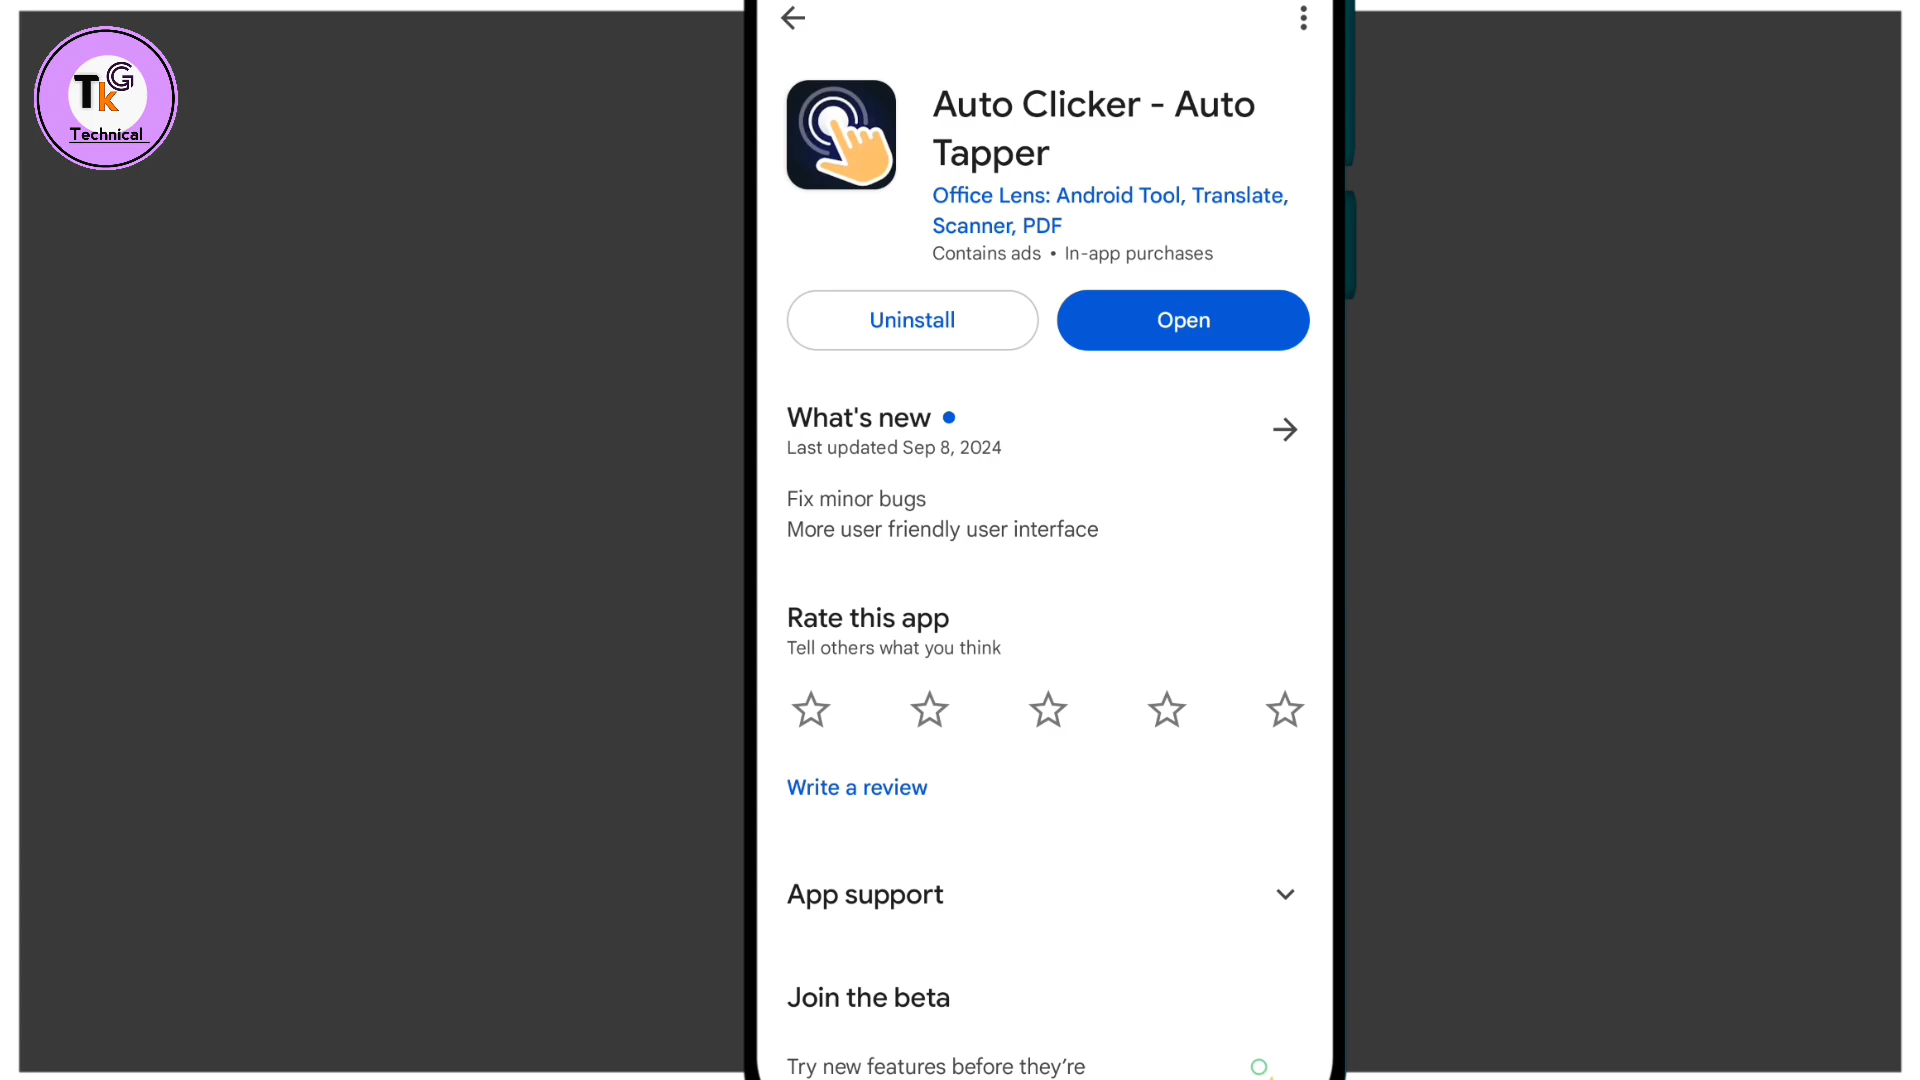 TkG
Technical
Auto Clicker - Auto
Tapper
Office Lens: Android Tool, Translate,
Scanner, PDF
Contains ads • In-app purchases
Uninstall
Open
What's new
Last updated Sep 8, 2024
Fix minor bugs
More user friendly user interface
Rate this app
Tell others what you think
Write a review
App support
Join the beta
Try new features before they’re